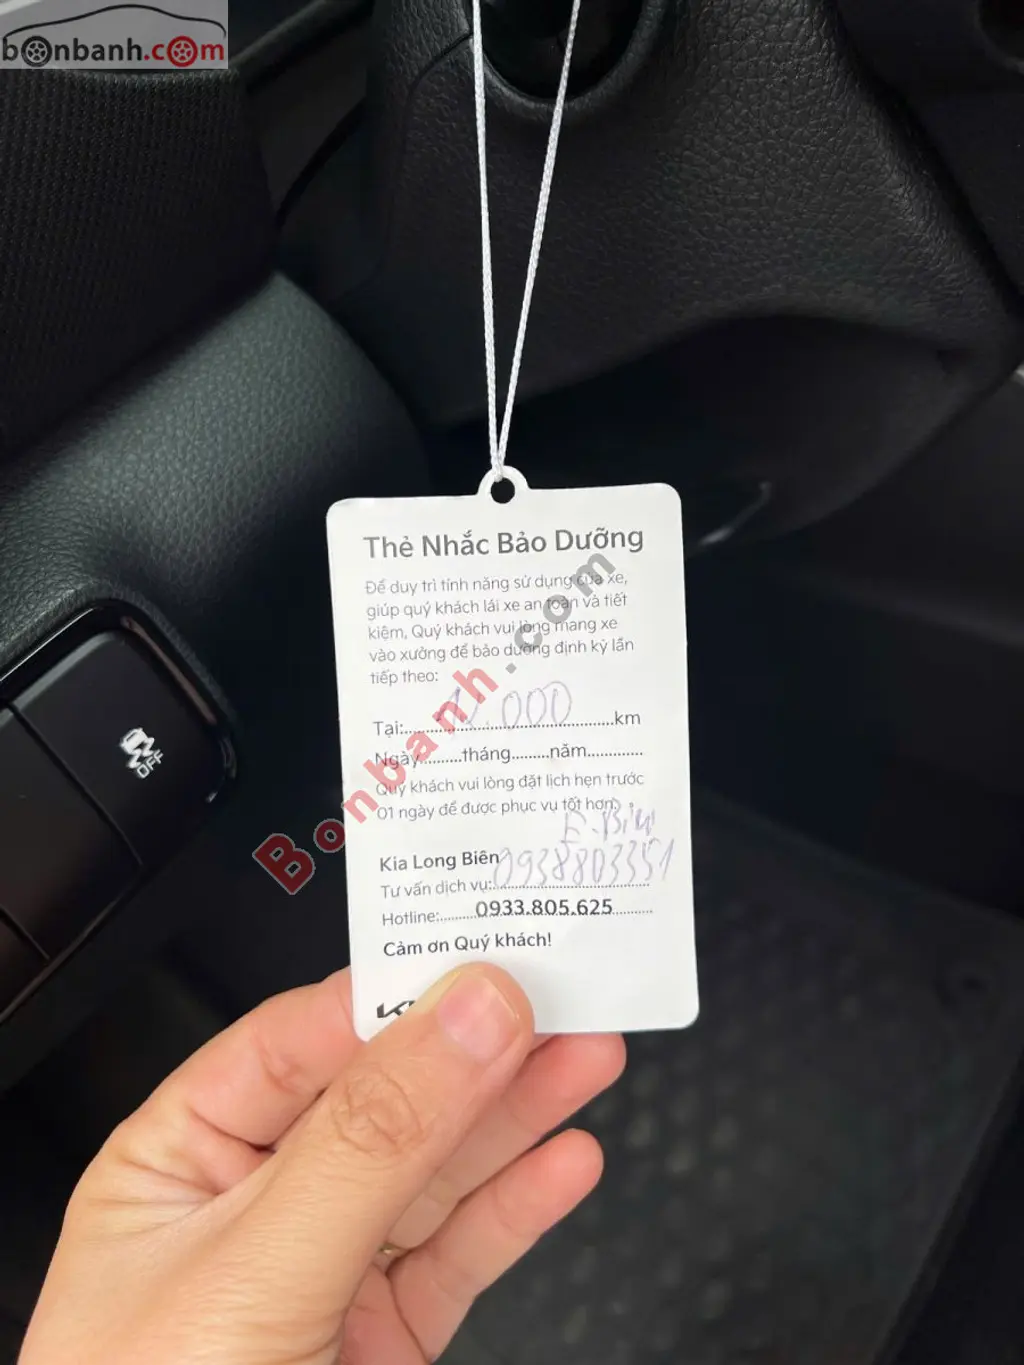 bonbanh.com
Thẻ Nhắc Bảo Dưỡng
Để duy trì tính năng sử dụng của xe,
giúp quý khách lái xe an toàn và tiết
kiệm, Quý khách vui lòng mang xe
vào xưởng để bảo dưỡng định kỳ lần
tiếp theo:
Tại:..................................km
Ngày.........tháng.........năm.............
Quý khách vui lòng đặt lịch hẹn trước
01 ngày để được phục vụ tốt hơn.
Kia Long Biên
Tư vấn dịch vụ: 0938803351
Hotline:.........0933.805.625.........
Cảm ơn Quý khách!
Bonbanh.com
OFF